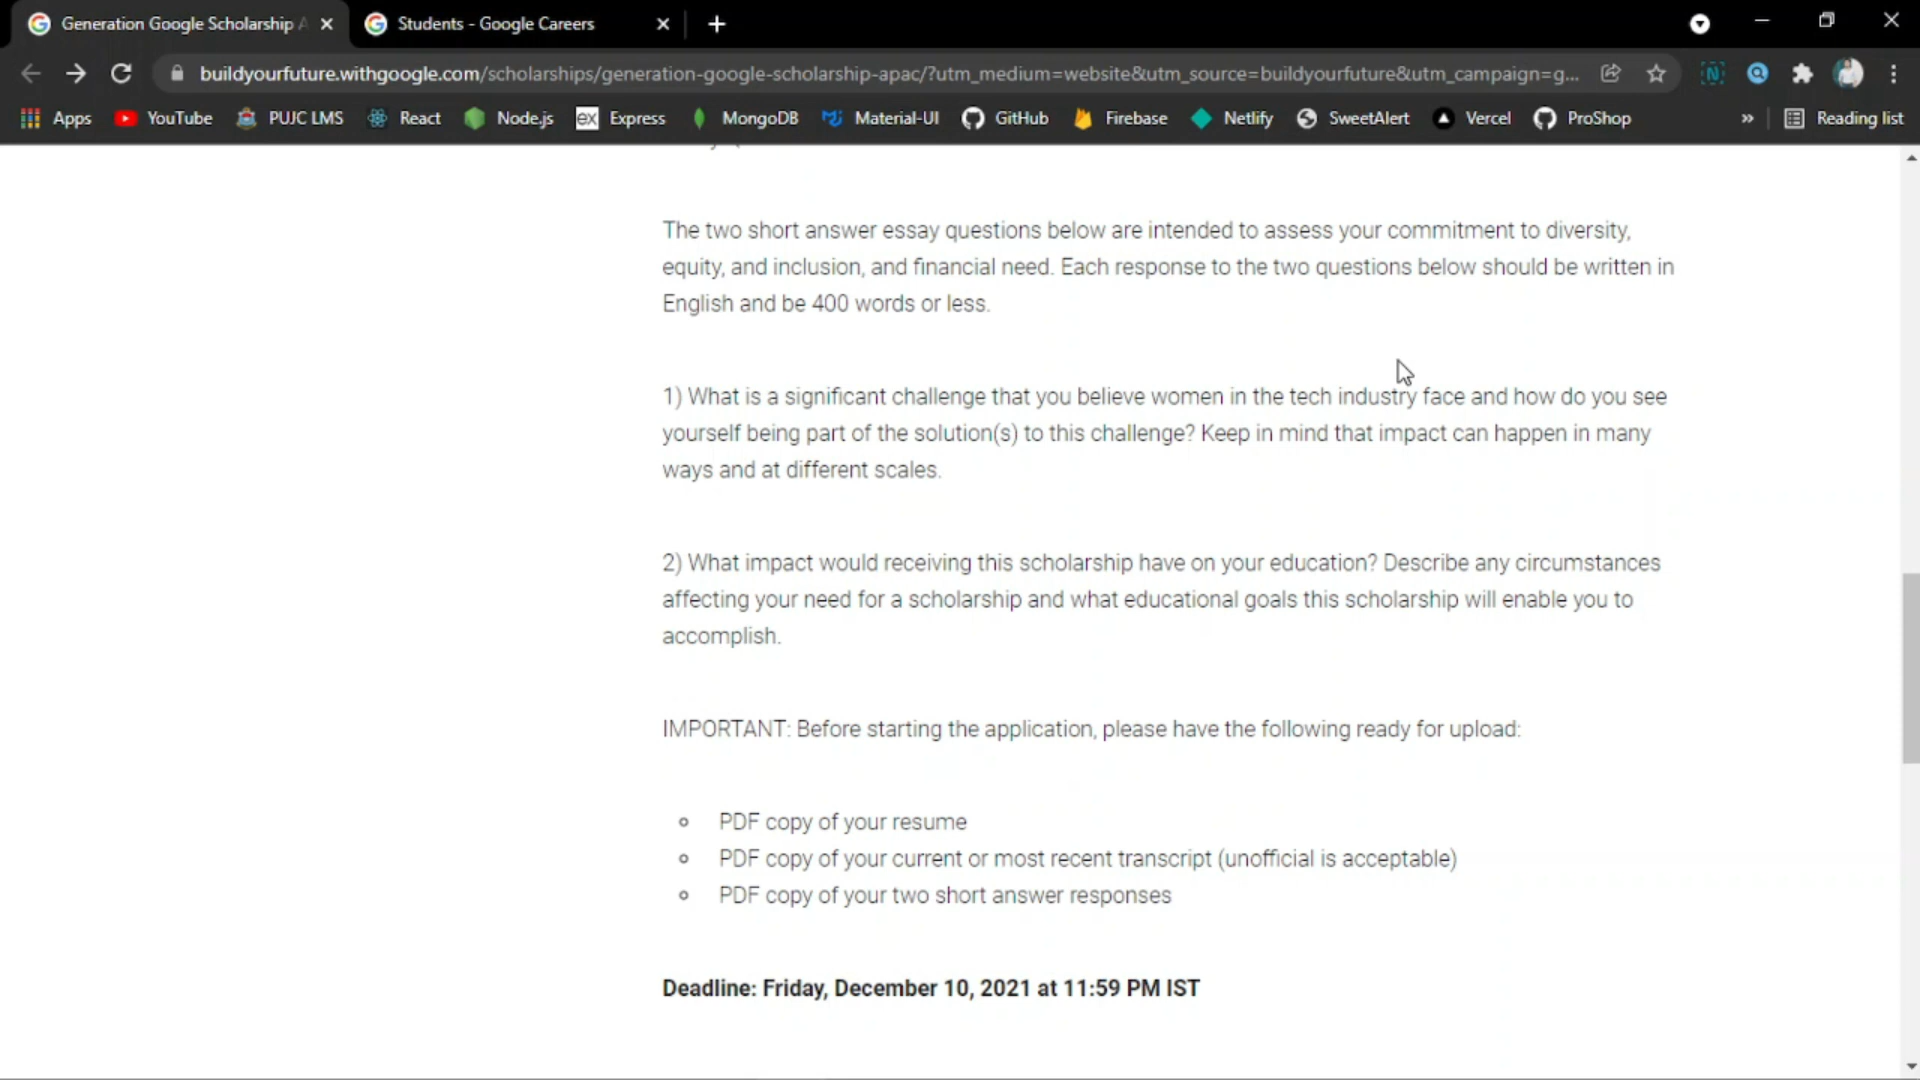 Generation Google Scholarship A
Students - Google Careers
buildyourfuture.withgoogle.com/scholarships/generation-google-scholarship-apac/?utm_medium=website&utm_source=buildyourfuture&utm_campaign=g...
Apps YouTube PUJC LMS React Node.js ex Express MongoDB Material-UI GitHub Firebase Netlify SweetAlert Vercel ProShop » Reading list
The two short answer essay questions below are intended to assess your commitment to diversity,
equity, and inclusion, and financial need. Each response to the two questions below should be written in
English and be 400 words or less.
1) What is a significant challenge that you believe women in the tech industry face and how do you see
yourself being part of the solution(s) to this challenge? Keep in mind that impact can happen in many
ways and at different scales.
2) What impact would receiving this scholarship have on your education? Describe any circumstances
affecting your need for a scholarship and what educational goals this scholarship will enable you to
accomplish.
IMPORTANT: Before starting the application, please have the following ready for upload:
PDF copy of your resume
PDF copy of your current or most recent transcript (unofficial is acceptable)
PDF copy of your two short answer responses
Deadline: Friday, December 10, 2021 at 11:59 PM IST